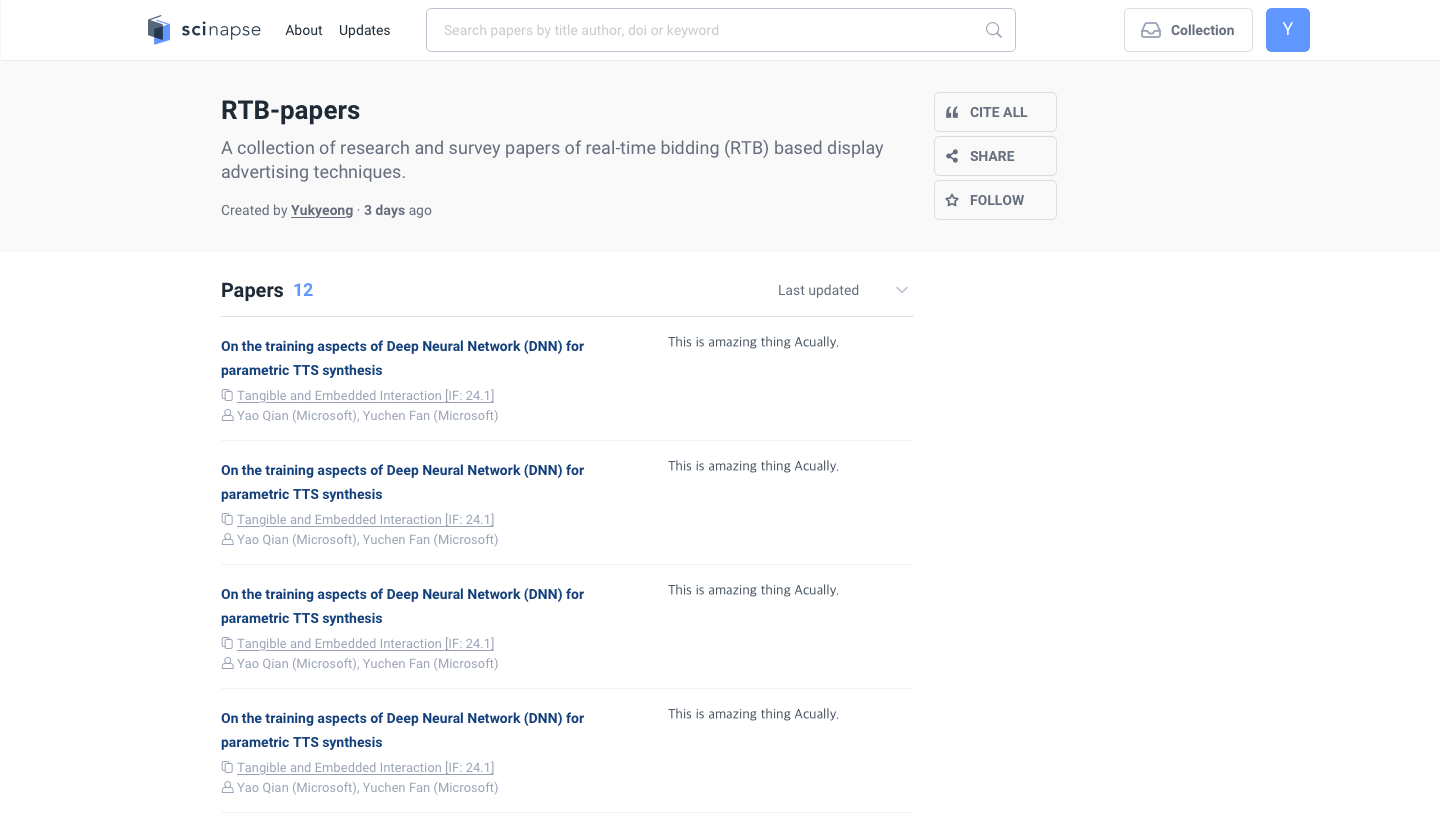 scinapse About Updates Search papers by title author, doi or keyword Collection Y
RTB-papers
A collection of research and survey papers of real-time bidding (RTB) based display
advertising techniques.
Created by Yukyeong · 3 days ago
CITE ALL
SHARE
FOLLOW
Papers 12 Last updated
On the training aspects of Deep Neural Network (DNN) for
parametric TTS synthesis
Tangible and Embedded Interaction [IF: 24.1]
Yao Qian (Microsoft), Yuchen Fan (Microsoft)
This is amazing thing Acually.
On the training aspects of Deep Neural Network (DNN) for
parametric TTS synthesis
Tangible and Embedded Interaction [IF: 24.1]
Yao Qian (Microsoft), Yuchen Fan (Microsoft)
This is amazing thing Acually.
On the training aspects of Deep Neural Network (DNN) for
parametric TTS synthesis
Tangible and Embedded Interaction [IF: 24.1]
Yao Qian (Microsoft), Yuchen Fan (Microsoft)
This is amazing thing Acually.
On the training aspects of Deep Neural Network (DNN) for
parametric TTS synthesis
Tangible and Embedded Interaction [IF: 24.1]
Yao Qian (Microsoft), Yuchen Fan (Microsoft)
This is amazing thing Acually.